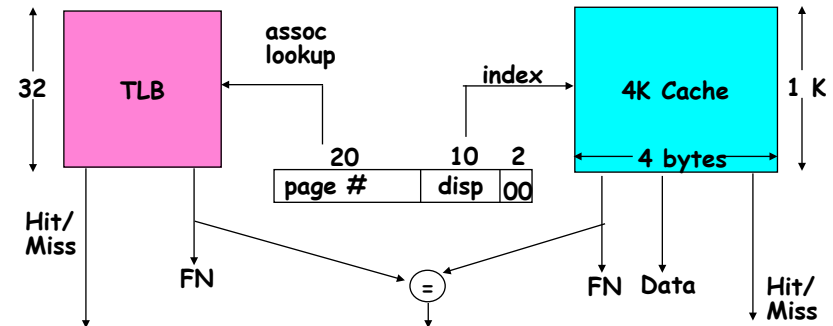 assoc
lookup
index
32
TLB
4K Cache
1 K
20
10
2
4 bytes
page #
disp
00
Hit/
Miss
FN
=
FN
Data
Hit/
Miss